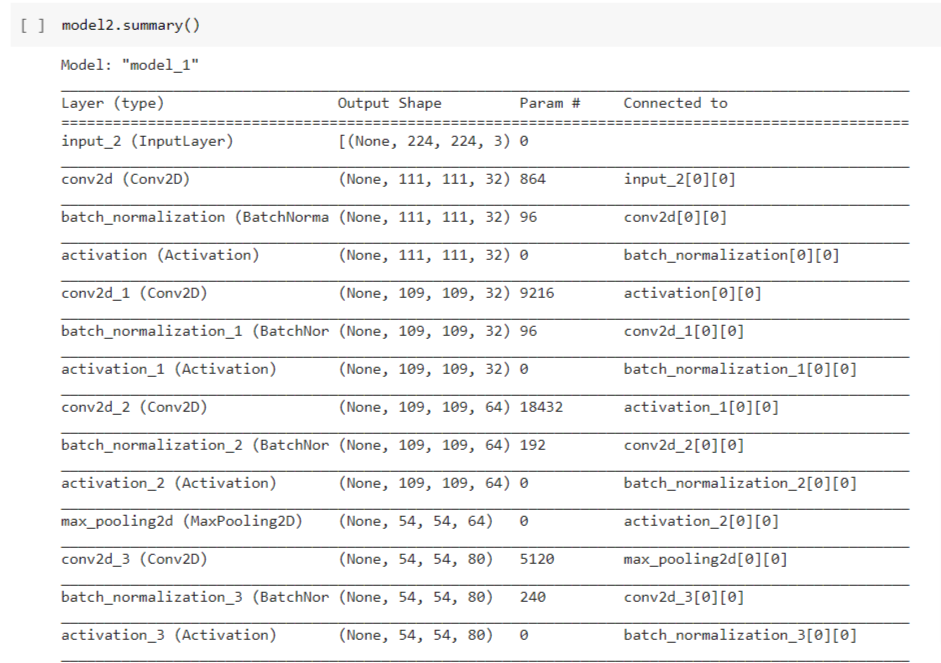 [ ] model2.summary()
Model: "model_1"
Layer (type) Output Shape Param # Connected to
==================================================================================================
input_2 (InputLayer) [(None, 224, 224, 3) 0
conv2d (Conv2D) (None, 111, 111, 32) 864 input_2[0][0]
batch_normalization (BatchNorma (None, 111, 111, 32) 96 conv2d[0][0]
activation (Activation) (None, 111, 111, 32) 0 batch_normalization[0][0]
conv2d_1 (Conv2D) (None, 109, 109, 32) 9216 activation[0][0]
batch_normalization_1 (BatchNor (None, 109, 109, 32) 96 conv2d_1[0][0]
activation_1 (Activation) (None, 109, 109, 32) 0 batch_normalization_1[0][0]
conv2d_2 (Conv2D) (None, 109, 109, 64) 18432 activation_1[0][0]
batch_normalization_2 (BatchNor (None, 109, 109, 64) 192 conv2d_2[0][0]
activation_2 (Activation) (None, 109, 109, 64) 0 batch_normalization_2[0][0]
max_pooling2d (MaxPooling2D) (None, 54, 54, 64) 0 activation_2[0][0]
conv2d_3 (Conv2D) (None, 54, 54, 80) 5120 max_pooling2d[0][0]
batch_normalization_3 (BatchNor (None, 54, 54, 80) 240 conv2d_3[0][0]
activation_3 (Activation) (None, 54, 54, 80) 0 batch_normalization_3[0][0]